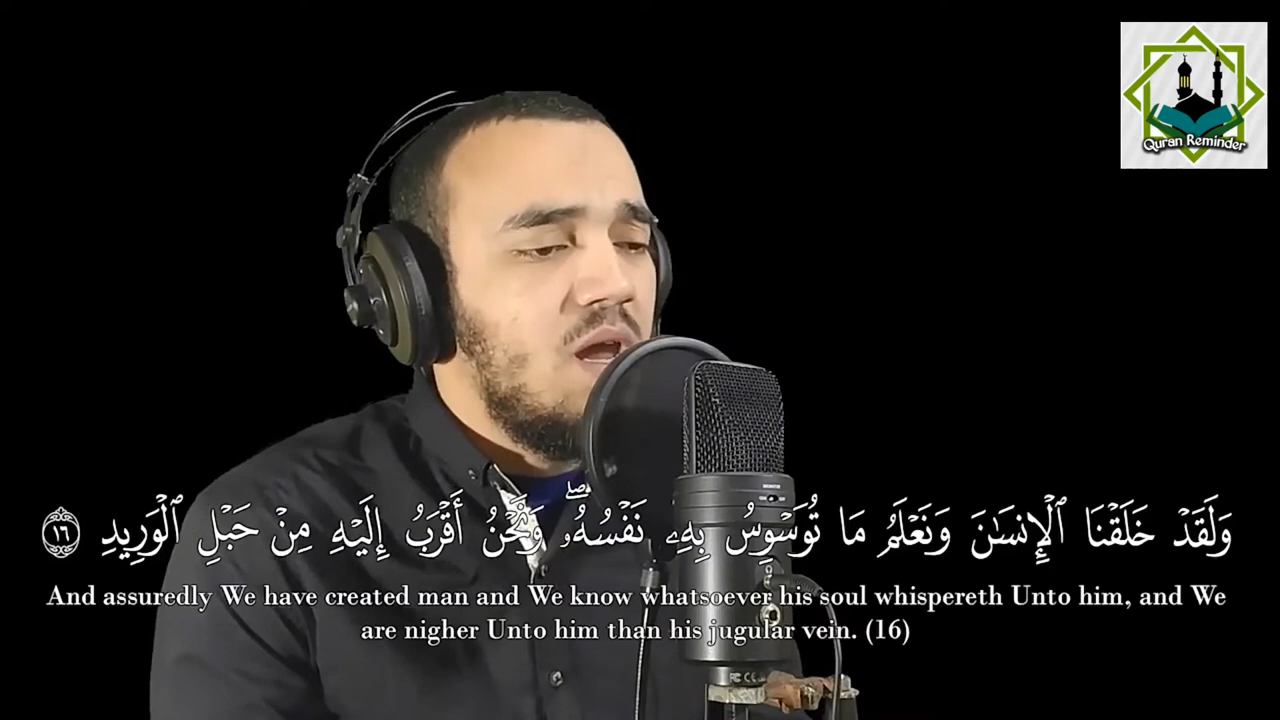 Quran Reminder
وَلَقَدْ خَلَقْنَا ٱلْإِنسَٰنَ وَنَعْلَمُ مَا تُوَسْوِسُ بِهِۦ نَفْسُهُۥ ۖ وَنَحْنُ أَقْرَبُ إِلَيْهِ مِنْ حَبْلِ ٱلْوَرِيدِ ١٦
And assuredly We have created man and We know whatsoever his soul whispereth Unto him, and We
are nigher Unto him than his jugular vein. (16)